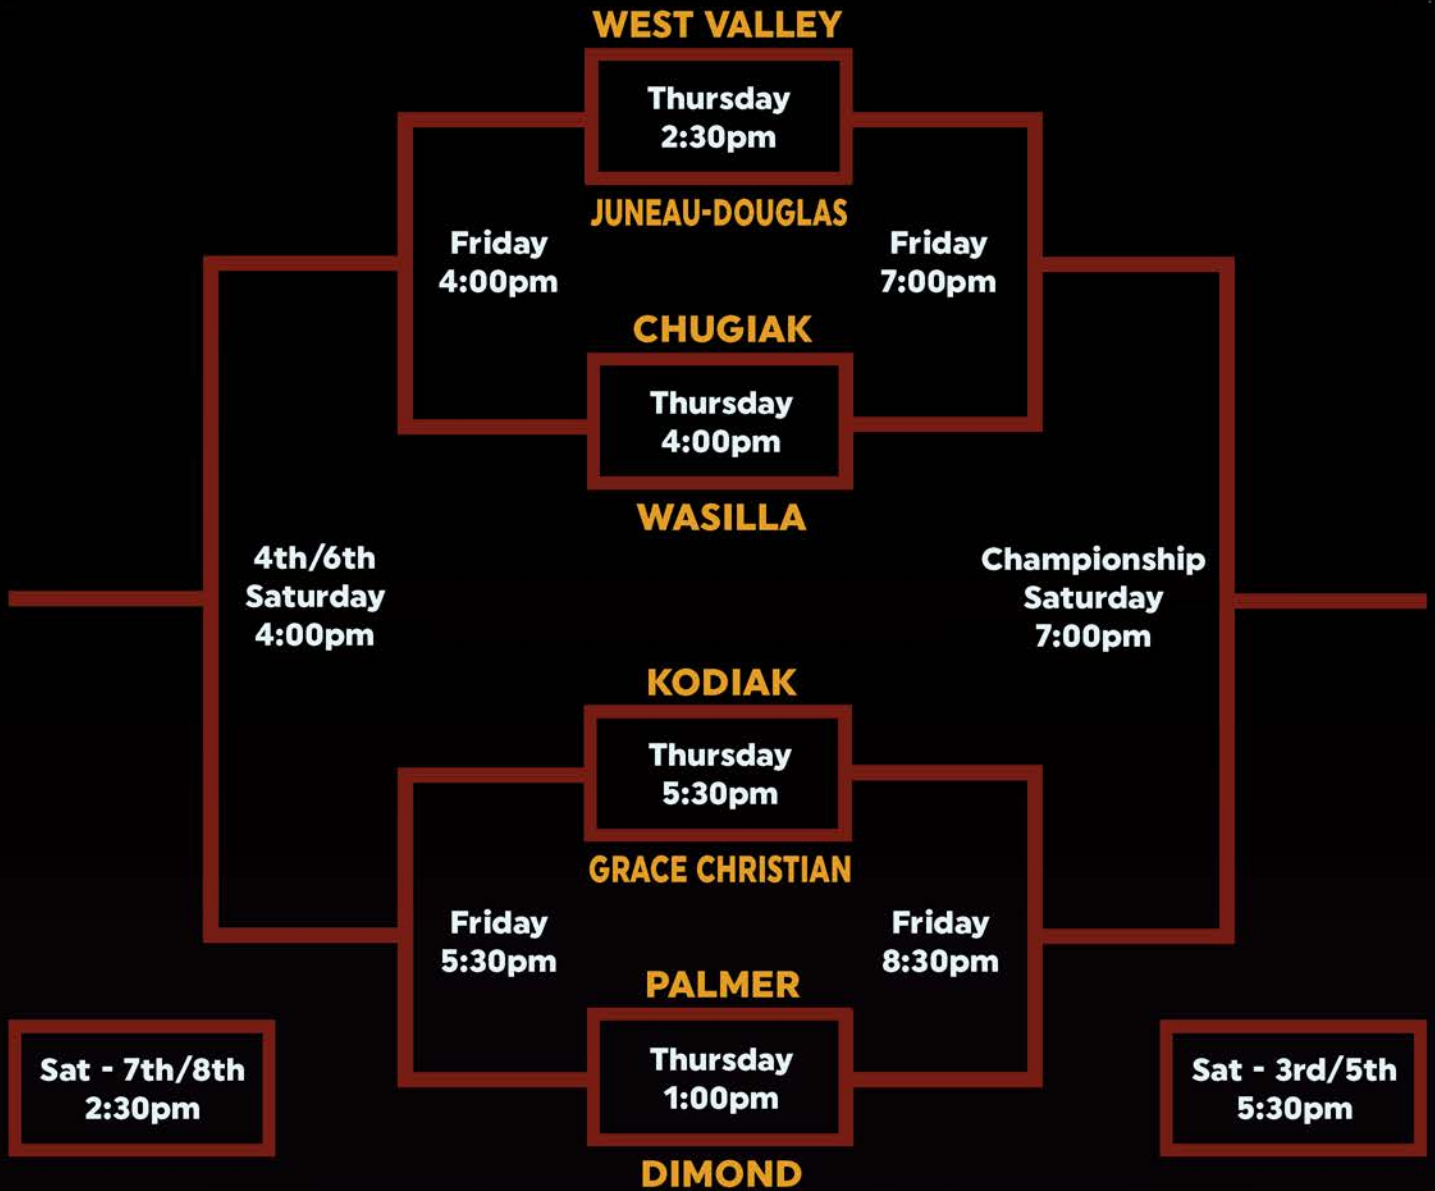 WEST VALLEY
Thursday
2:30pm
JUNEAU-DOUGLAS
Friday
4:00pm
Friday
7:00pm
CHUGIAK
Thursday
4:00pm
WASILLA
4th/6th
Saturday
4:00pm
Championship
Saturday
7:00pm
KODIAK
Thursday
5:30pm
GRACE CHRISTIAN
Friday
5:30pm
Friday
8:30pm
PALMER
Thursday
1:00pm
DIMOND
Sat - 7th/8th
2:30pm
Sat - 3rd/5th
5:30pm